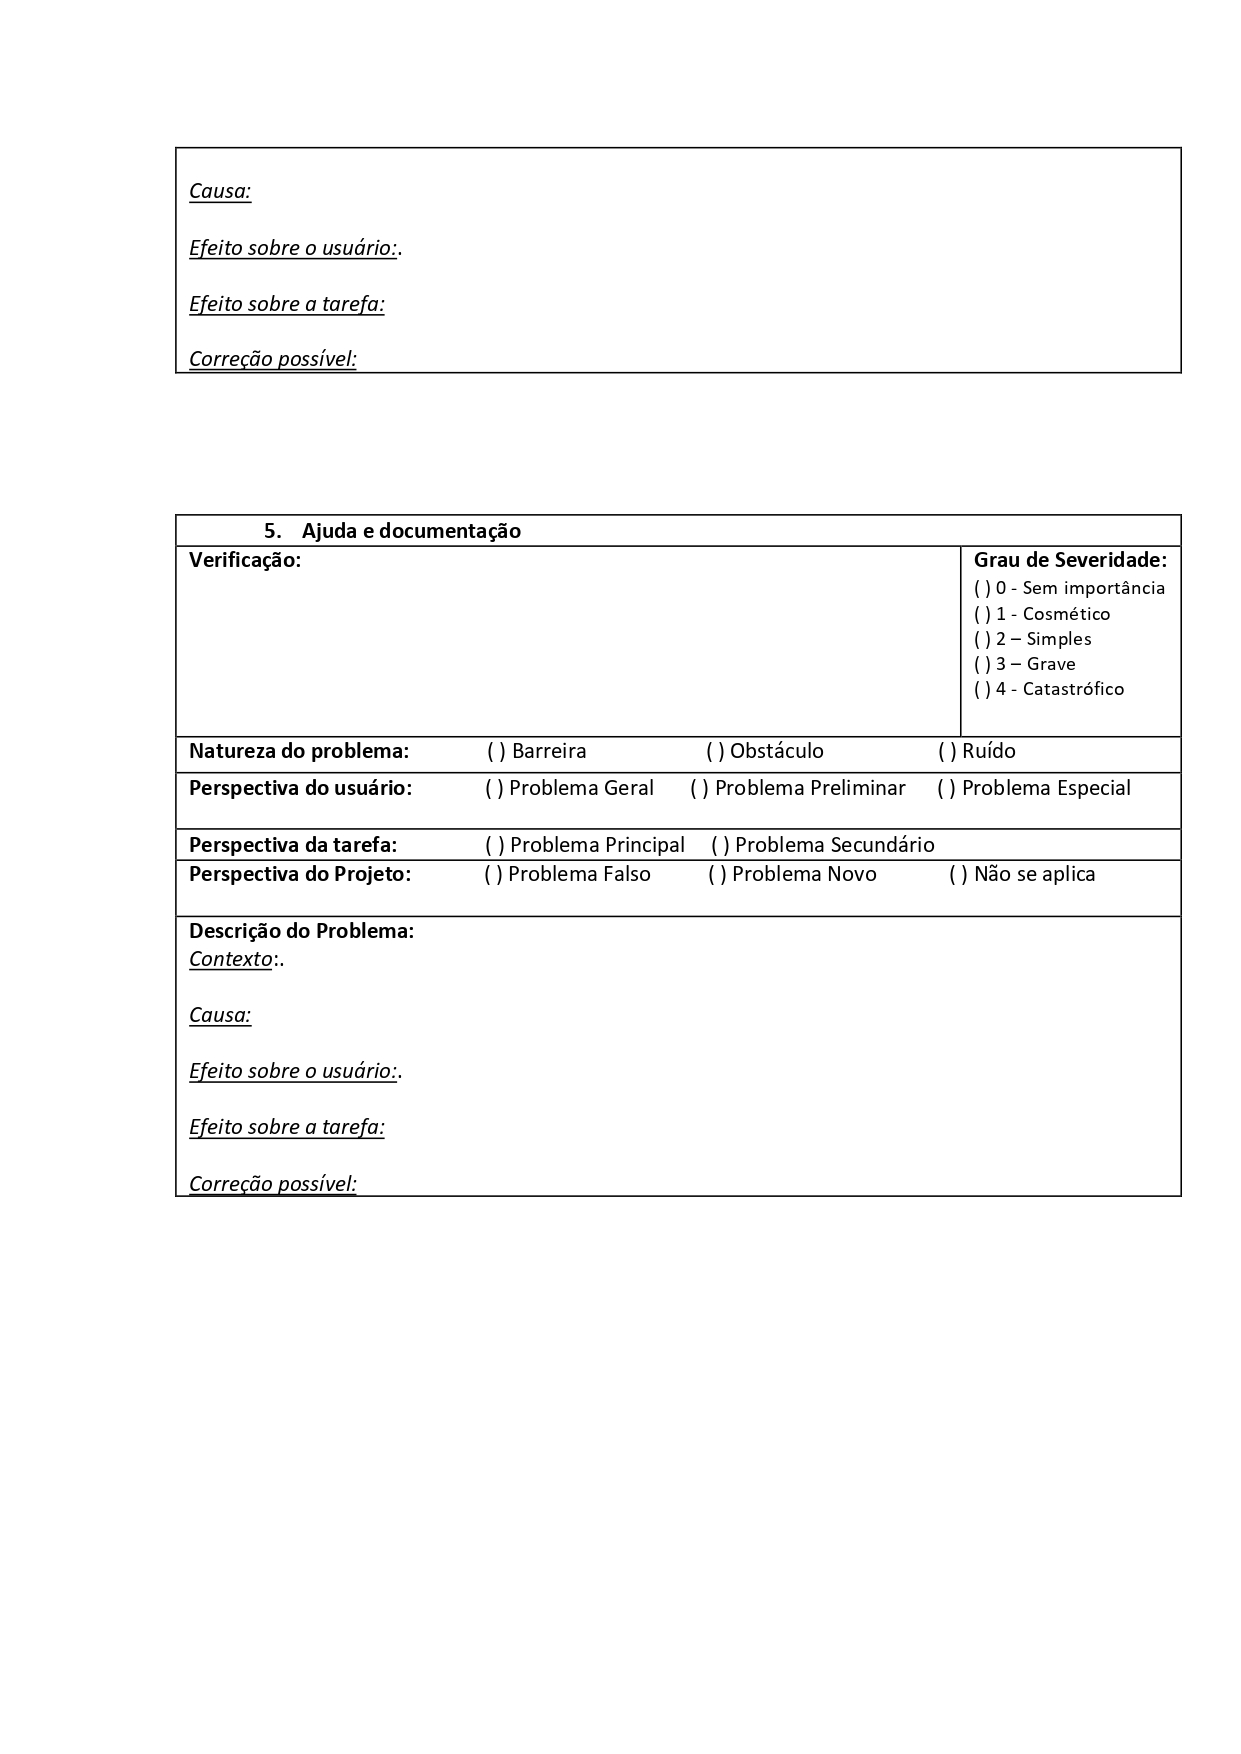 Causa:
Efeito sobre o usuário:.
Efeito sobre a tarefa:
Correção possível:
5. Ajuda e documentação
Verificação:
Grau de Severidade:
( ) 0 - Sem importância
( ) 1 - Cosmético
( ) 2 – Simples
( ) 3 – Grave
( ) 4 - Catastrófico
Natureza do problema: ( ) Barreira ( ) Obstáculo ( ) Ruído
Perspectiva do usuário: ( ) Problema Geral ( ) Problema Preliminar ( ) Problema Especial
Perspectiva da tarefa: ( ) Problema Principal ( ) Problema Secundário
Perspectiva do Projeto: ( ) Problema Falso ( ) Problema Novo ( ) Não se aplica
Descrição do Problema:
Contexto:.
Causa:
Efeito sobre o usuário:.
Efeito sobre a tarefa:
Correção possível: